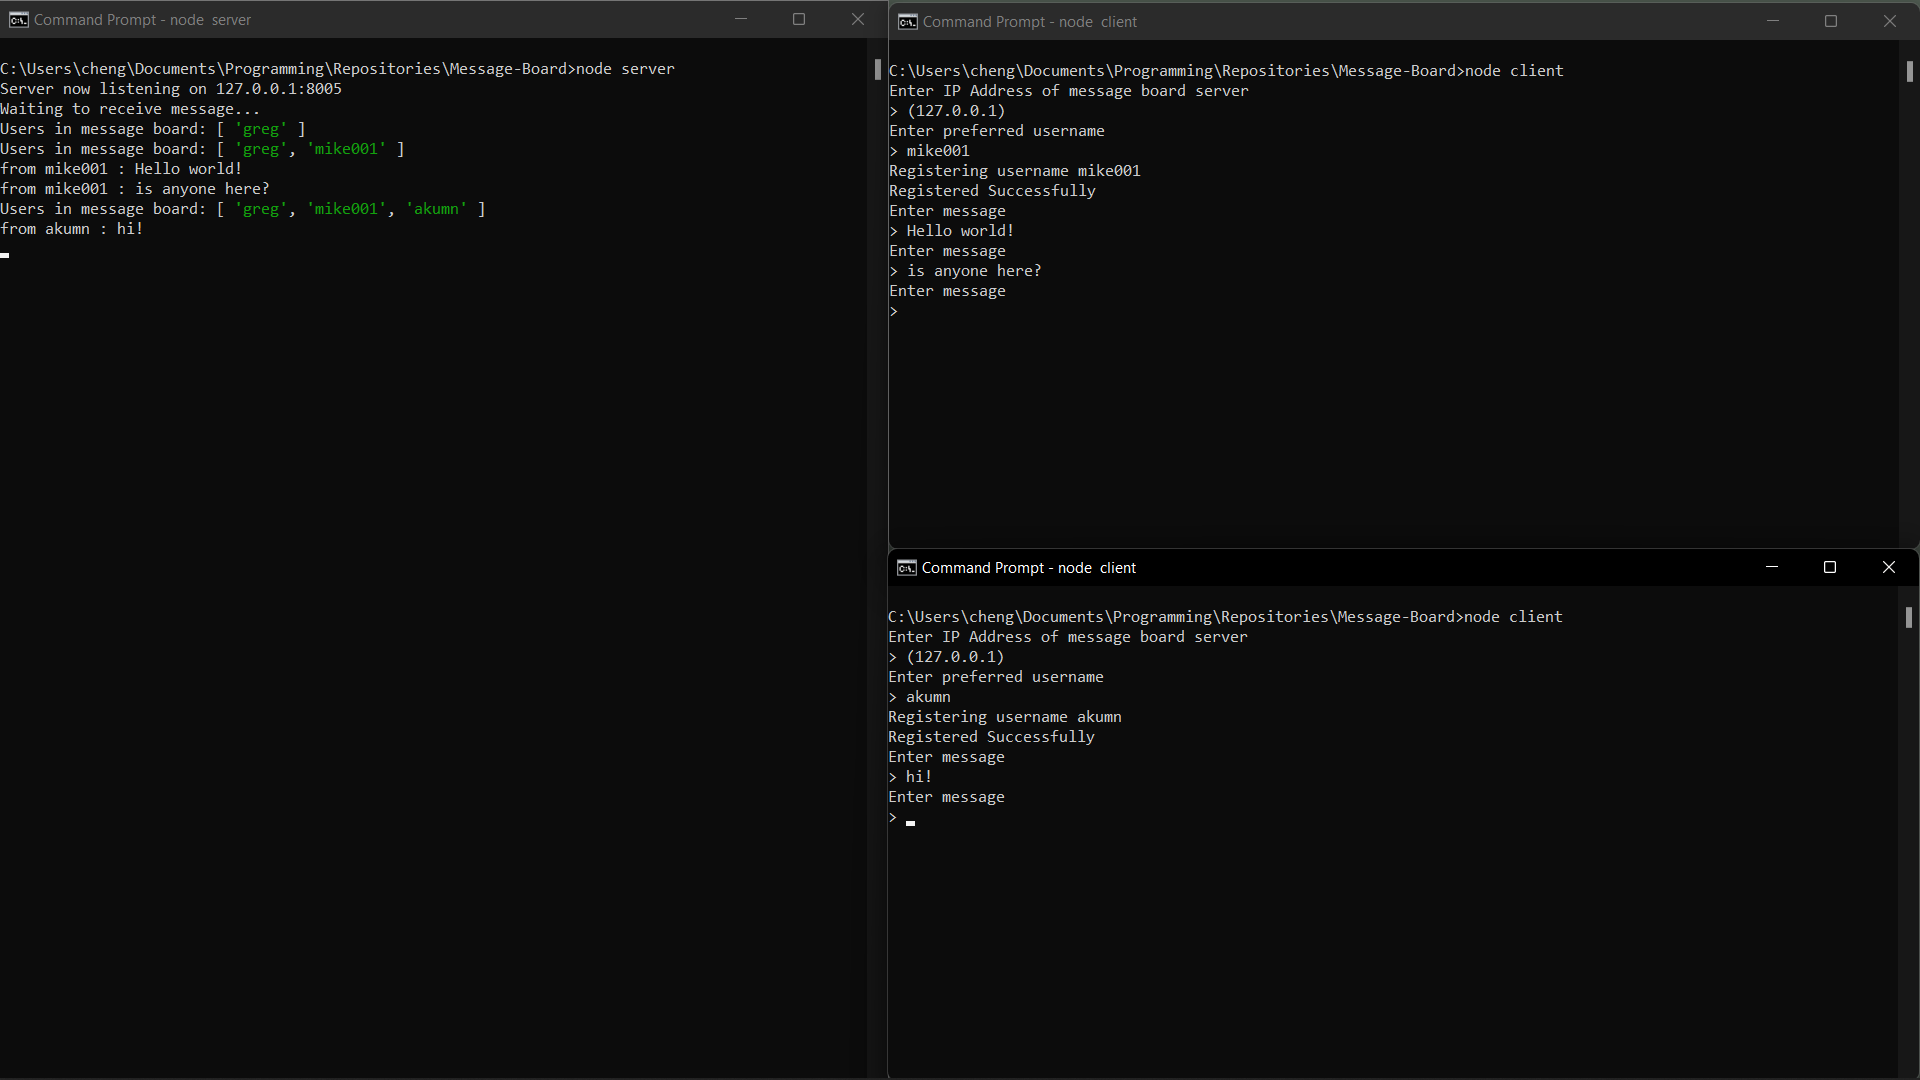 Command Prompt - node  server
C:\Users\cheng\Documents\Programming\Repositories\Message-Board>node server
Server now listening on 127.0.0.1:8005
Waiting to receive message...
Users in message board: [ 'greg' ]
Users in message board: [ 'greg', 'mike001' ]
from mike001 : Hello world!
from mike001 : is anyone here?
Users in message board: [ 'greg', 'mike001', 'akumn' ]
from akumn : hi!
Command Prompt - node  client
C:\Users\cheng\Documents\Programming\Repositories\Message-Board>node client
Enter IP Address of message board server
> (127.0.0.1)
Enter preferred username
> mike001
Registering username mike001
Registered Successfully
Enter message
> Hello world!
Enter message
> is anyone here?
Enter message
>
Command Prompt - node  client
C:\Users\cheng\Documents\Programming\Repositories\Message-Board>node client
Enter IP Address of message board server
> (127.0.0.1)
Enter preferred username
> akumn
Registering username akumn
Registered Successfully
Enter message
> hi!
Enter message
>